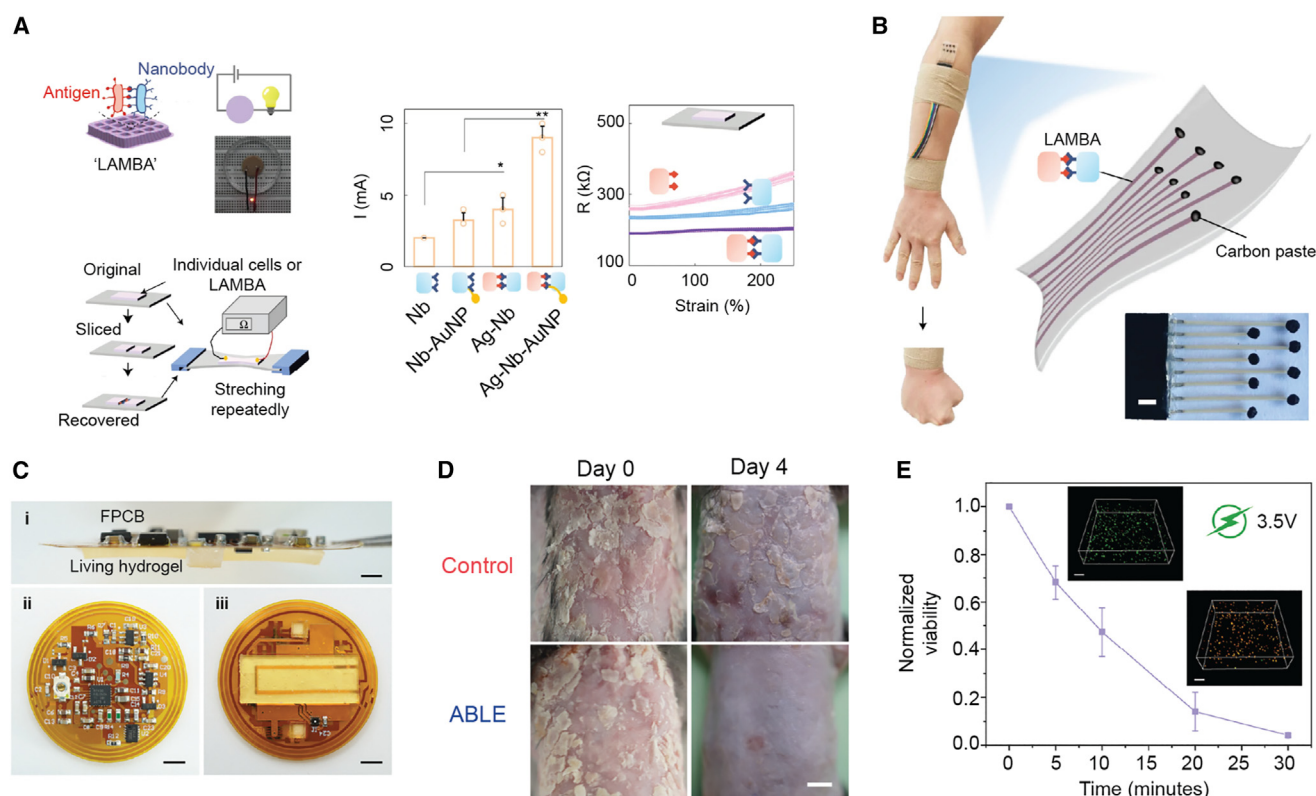 A
Nanobody
Antigen
'LAMBA'
Original
Individual cells or
LAMBA
Sliced
Ω
Streching
repeatedly
Recovered
10
5
0
I (mA)
*
**
Nb
Nb-AuNP
Ag-Nb
Ag-Nb-AuNP
500
300
100
R (kΩ)
0
200
Strain (%)
B
LAMBA
Carbon paste
C
i
FPCB
Living hydrogel
ii
iii
D
Day 0
Day 4
Control
ABLE
E
1.0
0.8
0.6
0.4
0.2
0.0
Normalized
viability
3.5V
0
5
10
15
20
25
30
Time (minutes)